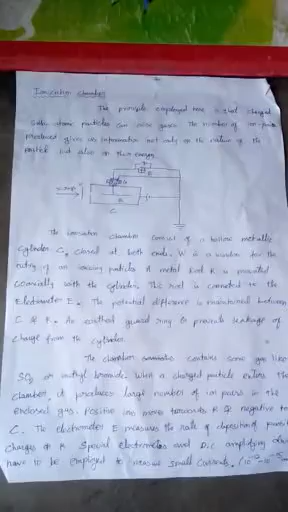 Ionisation chamber
The principle employed here is that charged
Sub atomic particles can ionise gases. The number of ion-pairs
produced gives us information not only on the nature of the
particle but also on their energy.
E
R
C
The ionisation chamber consist of a hollow metallic
Cylinder C, closed at both ends. W is a window for the
entry of an ionising particles. A metal rod R is mounted
coaxially with the cylinder. The rod is connected to the
Electrometer E. The potential difference is maintained between
C & R. An earthed guard ring to prevents leakage of
charge from the cylinder.
The chamber contains some gas like
SO2 or methyl bromide. When a charged particle enters the
chamber, it produces large number of ion pairs in the
enclosed gas. Positive ions move towards R & negative to
C. The electrometer E measures the rate of deposition of positive
charges on R. Special electrometers and D.C amplifying
have to be employed to measure small currents.